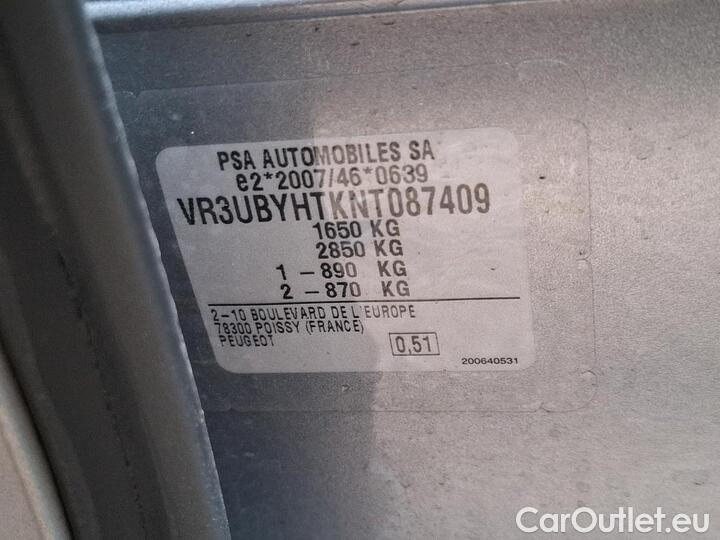 PSA AUTOMOBILES SA
e2*2007/46*0639
VR3UBYHTKNT087409
1650 KG
2850 KG
1 – 890 KG
2 – 870 KG
2–10 BOULEVARD DE L'EUROPE
78300 POISSY (FRANCE)
PEUGEOT
0,51
200640531
CarOutlet.eu